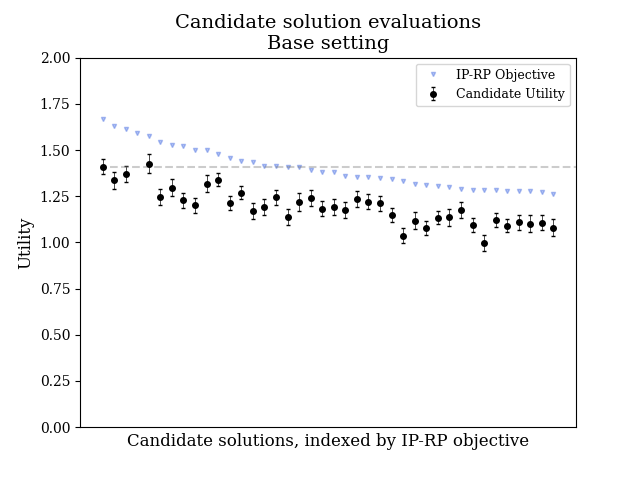 Candidate solution evaluations
Base setting
IP-RP Objective
Candidate Utility
2.00
1.75
1.50
1.25
1.00
0.75
0.50
0.25
0.00
Utility
Candidate solutions, indexed by IP-RP objective